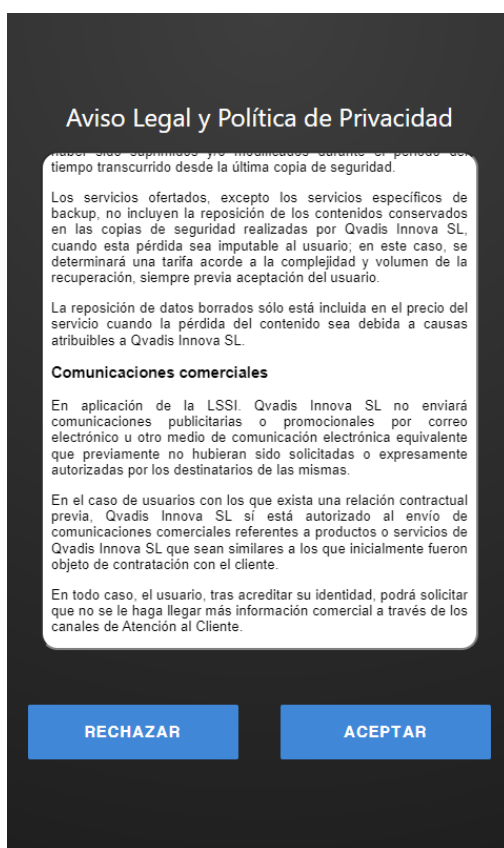 Aviso Legal y Política de Privacidad
haber sido suprimidos y/o modificados durante el periodo del
tiempo transcurrido desde la última copia de seguridad.
Los servicios ofertados, excepto los servicios específicos de
backup, no incluyen la reposición de los contenidos conservados
en las copias de seguridad realizadas por Qvadis Innova SL,
cuando esta pérdida sea imputable al usuario; en este caso, se
determinará una tarifa acorde a la complejidad y volumen de la
recuperación, siempre previa aceptación del usuario.
La reposición de datos borrados sólo está incluida en el precio del
servicio cuando la pérdida del contenido sea debida a causas
atribuibles a Qvadis Innova SL.
Comunicaciones comerciales
En aplicación de la LSSI. Qvadis Innova SL no enviará
comunicaciones publicitarias o promocionales por correo
electrónico u otro medio de comunicación electrónica equivalente
que previamente no hubieran sido solicitadas o expresamente
autorizadas por los destinatarios de las mismas.
En el caso de usuarios con los que exista una relación contractual
previa, Qvadis Innova SL sí está autorizado al envío de
comunicaciones comerciales referentes a productos o servicios de
Qvadis Innova SL que sean similares a los que inicialmente fueron
objeto de contratación con el cliente.
En todo caso, el usuario, tras acreditar su identidad, podrá solicitar
que no se le haga llegar más información comercial a través de los
canales de Atención al Cliente.
RECHAZAR
ACEPTAR